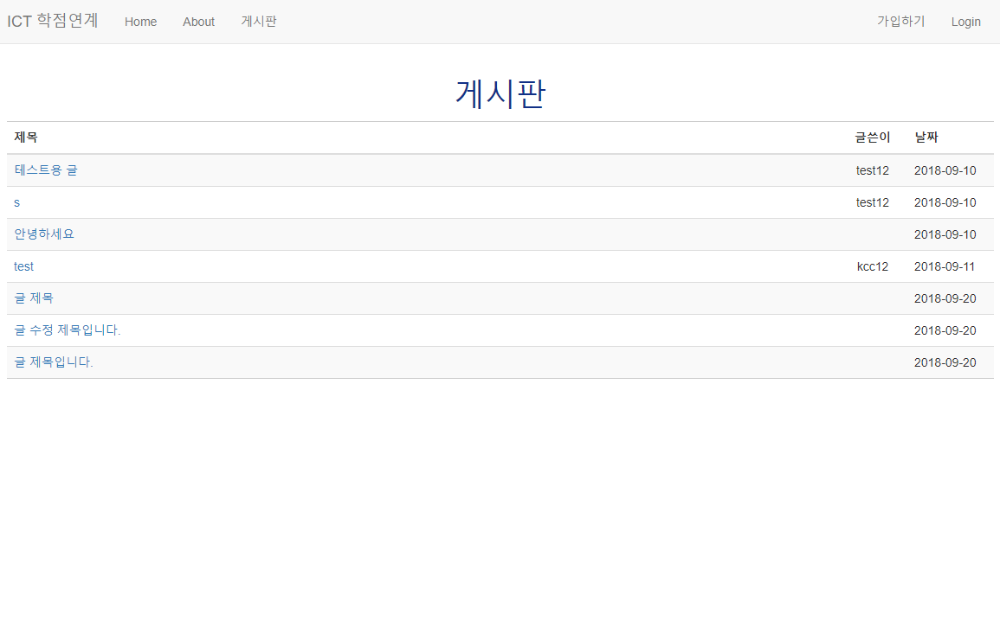 ICT 학점연계 Home About 게시판 가입하기 Login
게시판
제목 글쓴이 날짜
테스트용 글 test12 2018-09-10
s test12 2018-09-10
안녕하세요 2018-09-10
test kcc12 2018-09-11
글 제목 2018-09-20
글 수정 제목입니다. 2018-09-20
글 제목입니다. 2018-09-20